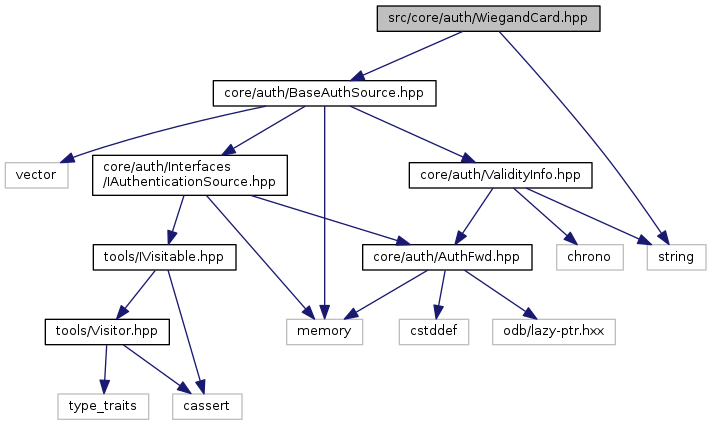 src/core/auth/WiegandCard.hpp
core/auth/BaseAuthSource.hpp
vector
core/auth/Interfaces
/IAuthenticationSource.hpp
core/auth/ValidityInfo.hpp
tools/IVisitable.hpp
core/auth/AuthFwd.hpp
chrono
string
tools/Visitor.hpp
memory
cstddef
odb/lazy-ptr.hxx
type_traits
cassert